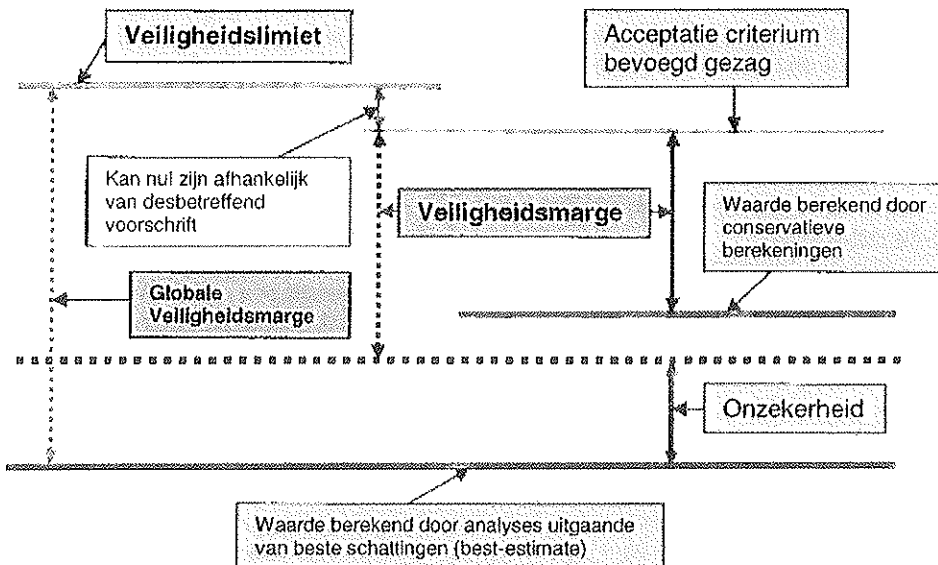 Veiligheidslimiet
Acceptatie criterium
bevoegd gezag
Kan nul zijn afhankelijk
van desbetreffend
voorschrift
Veiligheidsmarge
Waarde berekend door
conservatieve
berekeningen
Globale
Veiligheidsmarge
Onzekerheid
Waarde berekend door analyses uitgaande
van beste schattingen (best-estimate)